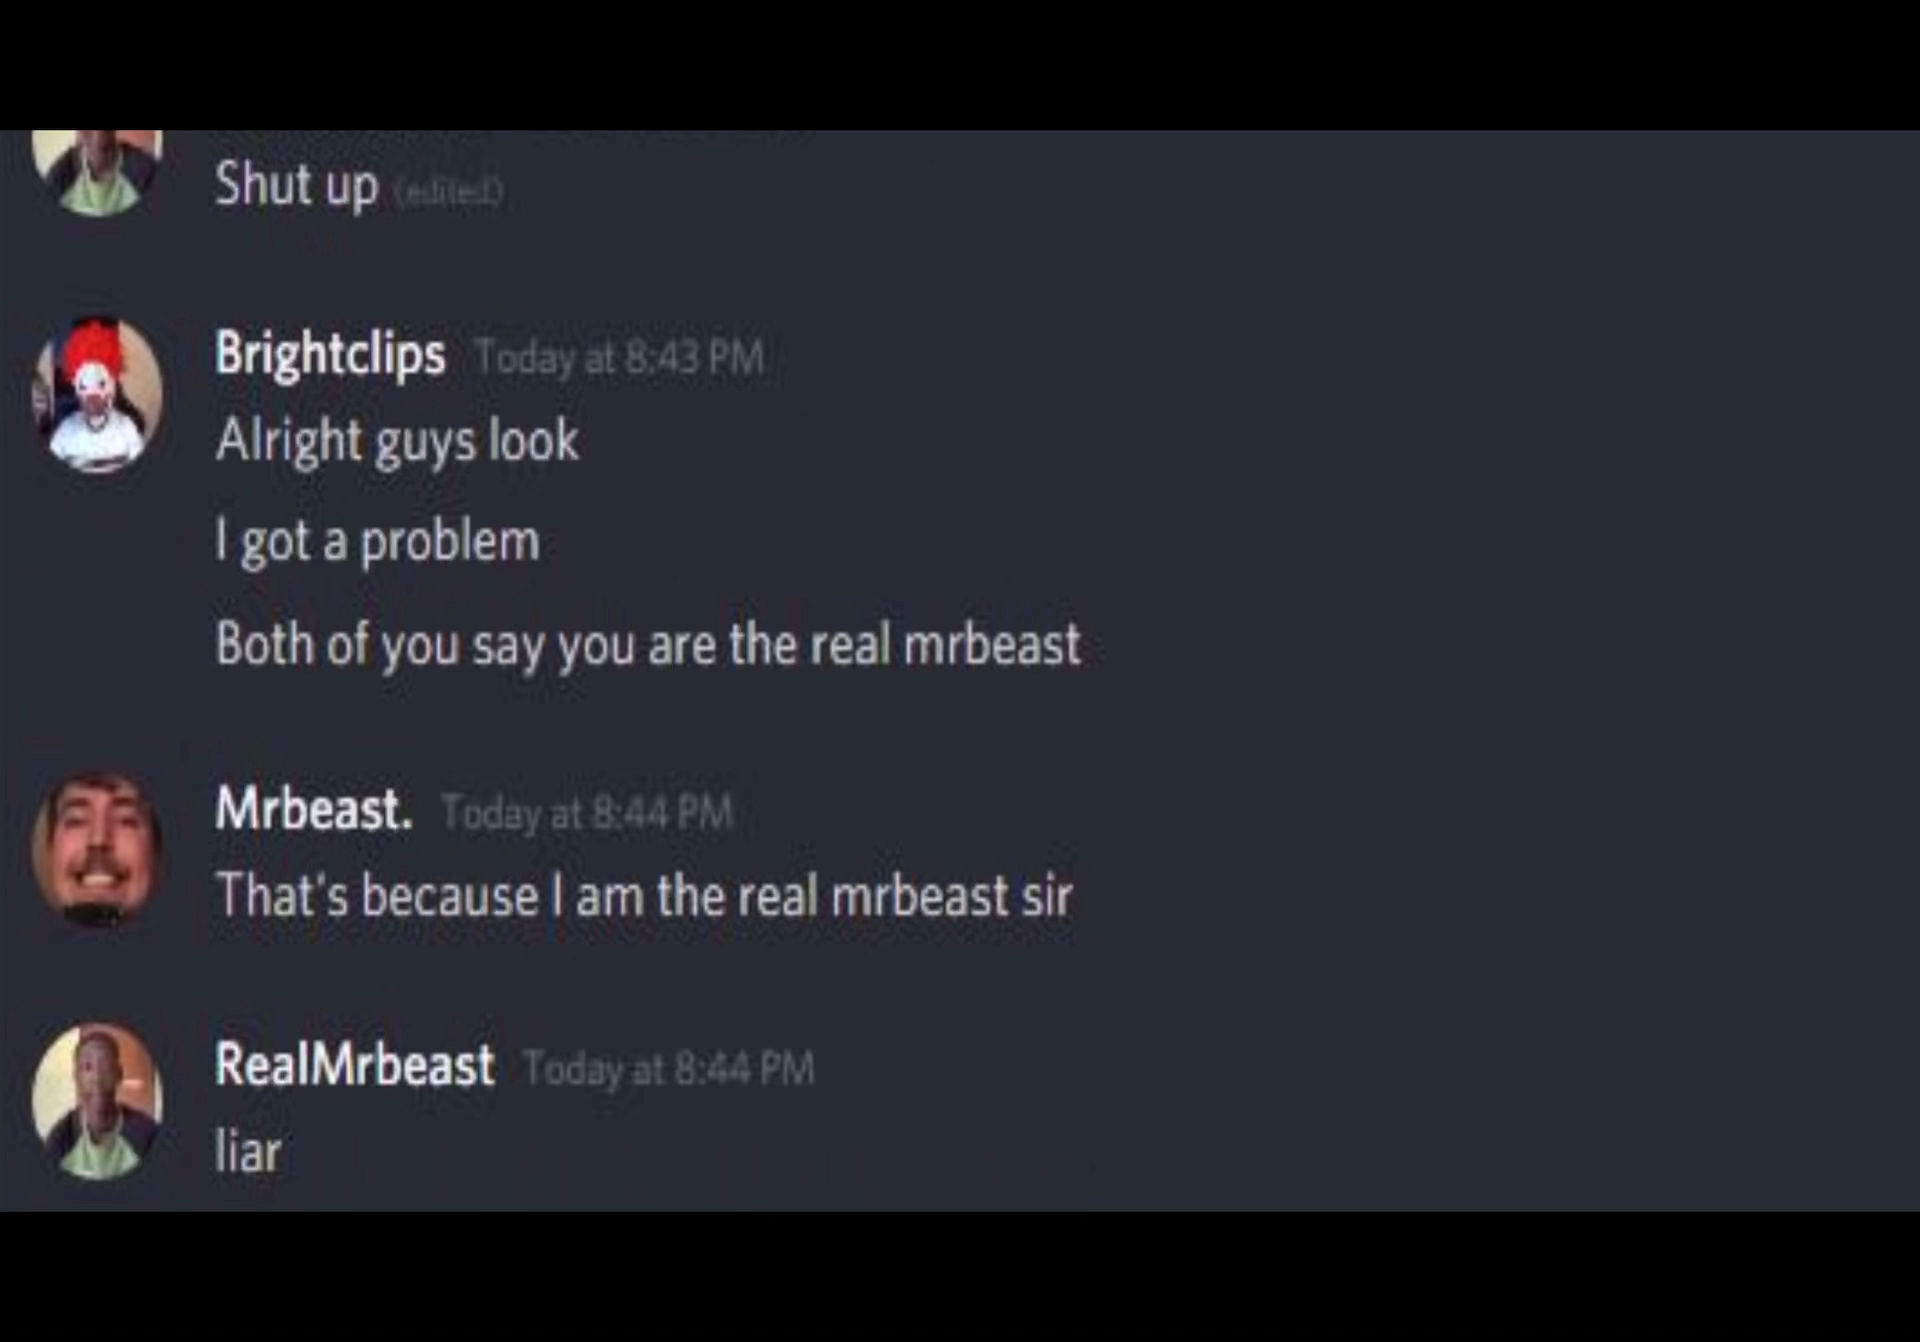 Shut up (edited)
Brightclips Today at 8:43 PM
Alright guys look
I got a problem
Both of you say you are the real mrbeast
Mrbeast. Today at 8:44 PM
That's because I am the real mrbeast sir
RealMrbeast Today at 8:44 PM
liar